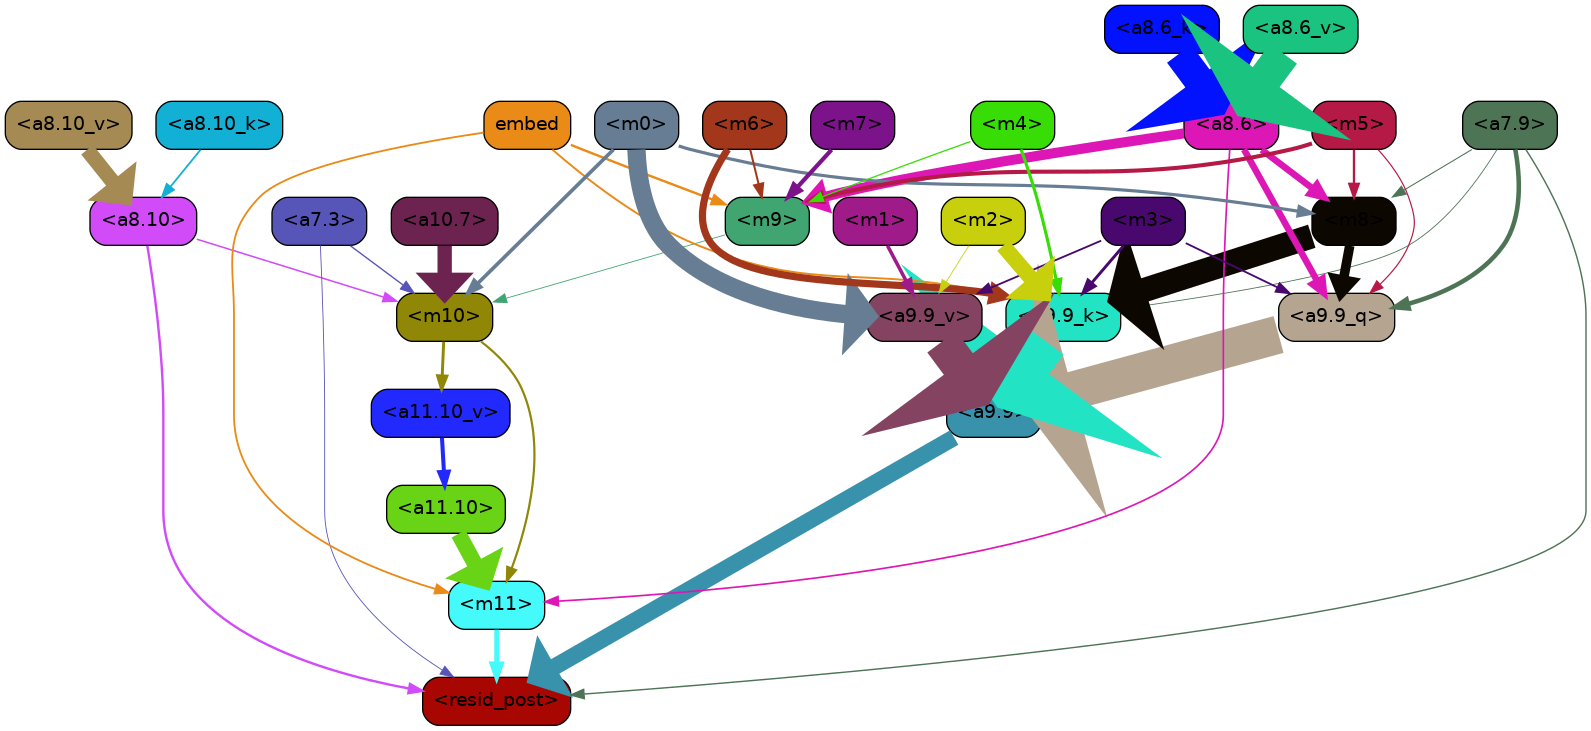 <a8.6_k>
<a8.6_v>
<a8.10_v>
<a8.10_k>
embed
<m0>
<m6>
<m7>
<m4>
<a8.6>
<m5>
<a7.9>
<a8.10>
<a7.3>
<a10.7>
<m9>
<m1>
<m2>
<m3>
<m8>
<m10>
<a9.9_v>
<a9.9_k>
<a9.9_q>
<a11.10_v>
<a9.9>
<a11.10>
<m11>
<resid_post>